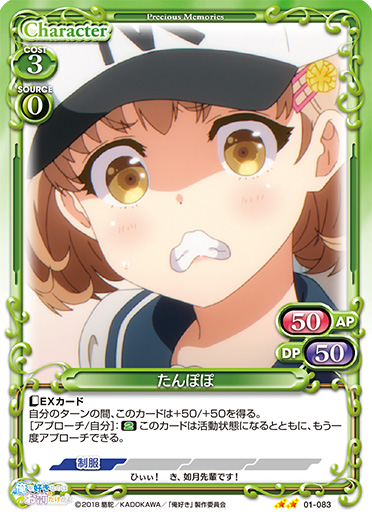 Precious Memories
Character
COST
3
SOURCE
0
50 AP
DP 50
たんぽぽ
EXカード
自分のターンの間、このカードは+50/+50を得る。
[アプローチ/自分]：2 このカードは活動状態になるとともに、もう一
度アプローチできる。
制服
ひぃぃ！ き、如月先輩です！
©2018 駱駝／KADOKAWA／「俺好き」製作委員会
01-083